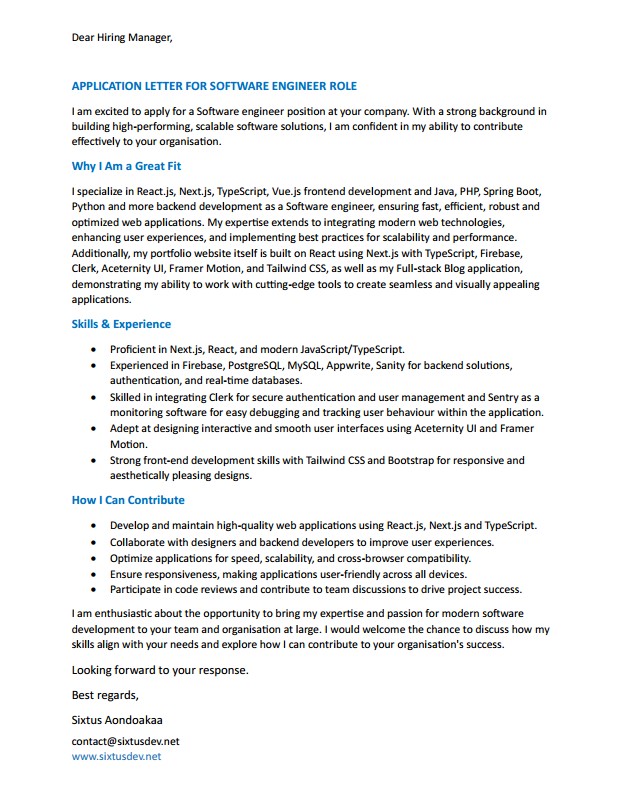 Dear Hiring Manager,
APPLICATION LETTER FOR SOFTWARE ENGINEER ROLE
I am excited to apply for a Software engineer position at your company. With a strong background in
building high-performing, scalable software solutions, I am confident in my ability to contribute
effectively to your organisation.
Why I Am a Great Fit
I specialize in React.js, Next.js, TypeScript, Vue.js frontend development and Java, PHP, Spring Boot,
Python and more backend development as a Software engineer, ensuring fast, efficient, robust and
optimized web applications. My expertise extends to integrating modern web technologies,
enhancing user experiences, and implementing best practices for scalability and performance.
Additionally, my portfolio website itself is built on React using Next.js with TypeScript, Firebase,
Clerk, Aceternity UI, Framer Motion, and Tailwind CSS, as well as my Full-stack Blog application,
demonstrating my ability to work with cutting-edge tools to create seamless and visually appealing
applications.
Skills & Experience
• Proficient in Next.js, React, and modern JavaScript/TypeScript.
• Experienced in Firebase, PostgreSQL, MySQL, Appwrite, Sanity for backend solutions,
authentication, and real-time databases.
• Skilled in integrating Clerk for secure authentication and user management and Sentry as a
monitoring software for easy debugging and tracking user behaviour within the application.
• Adept at designing interactive and smooth user interfaces using Aceternity UI and Framer
Motion.
• Strong front-end development skills with Tailwind CSS and Bootstrap for responsive and
aesthetically pleasing designs.
How I Can Contribute
• Develop and maintain high-quality web applications using React.js, Next.js and TypeScript.
• Collaborate with designers and backend developers to improve user experiences.
• Optimize applications for speed, scalability, and cross-browser compatibility.
• Ensure responsiveness, making applications user-friendly across all devices.
• Participate in code reviews and contribute to team discussions to drive project success.
I am enthusiastic about the opportunity to bring my expertise and passion for modern software
development to your team and organisation at large. I would welcome the chance to discuss how my
skills align with your needs and explore how I can contribute to your organisation's success.
Looking forward to your response.
Best regards,
Sixtus Aondoakaa
contact@sixtusdev.net
www.sixtusdev.net